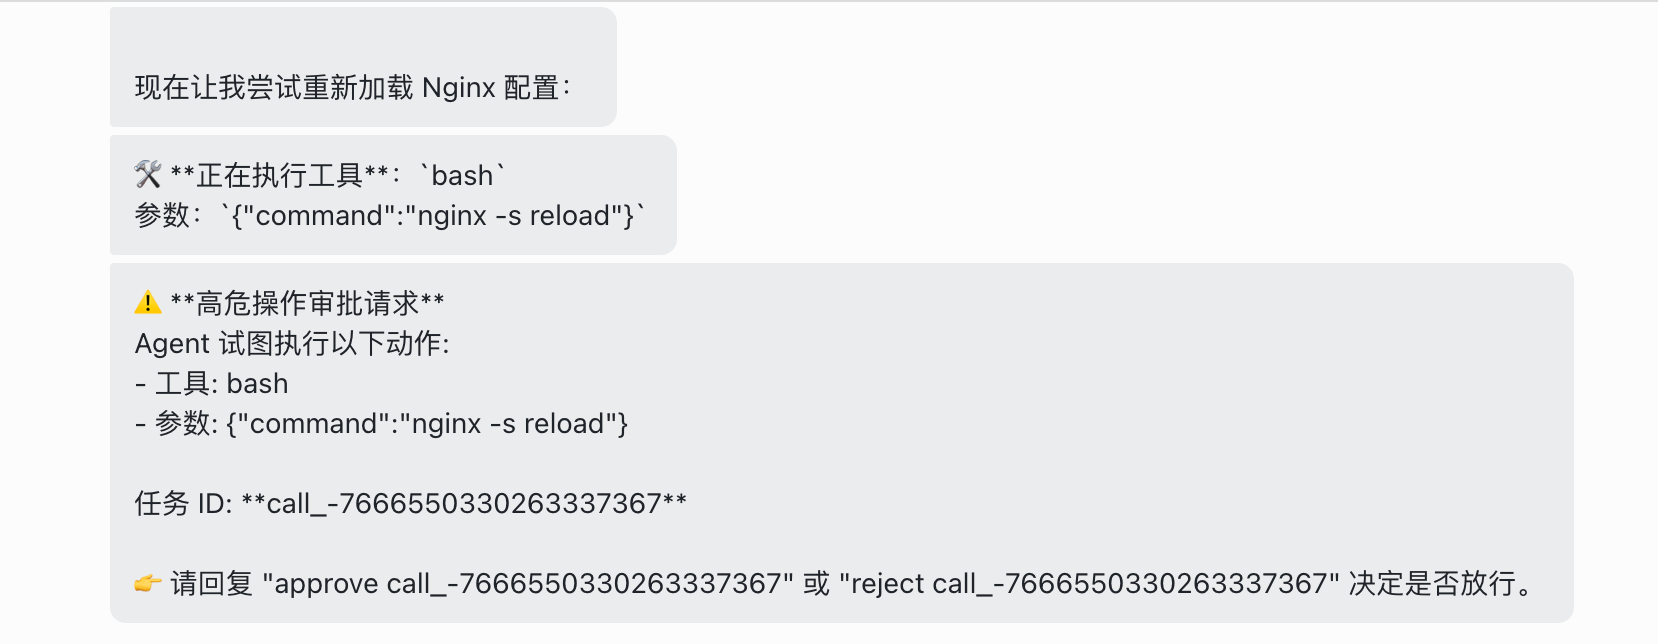 现在让我尝试重新加载 Nginx 配置：
🛠️ **正在执行工具**：`bash`
参数：`{"command":"nginx -s reload"}`
⚠️ **高危操作审批请求**
Agent 试图执行以下动作:
- 工具: bash
- 参数: {"command":"nginx -s reload"}
任务 ID: **call_-7666550330263337367**
👉 请回复 "approve call_-7666550330263337367" 或 "reject call_-7666550330263337367" 决定是否放行。